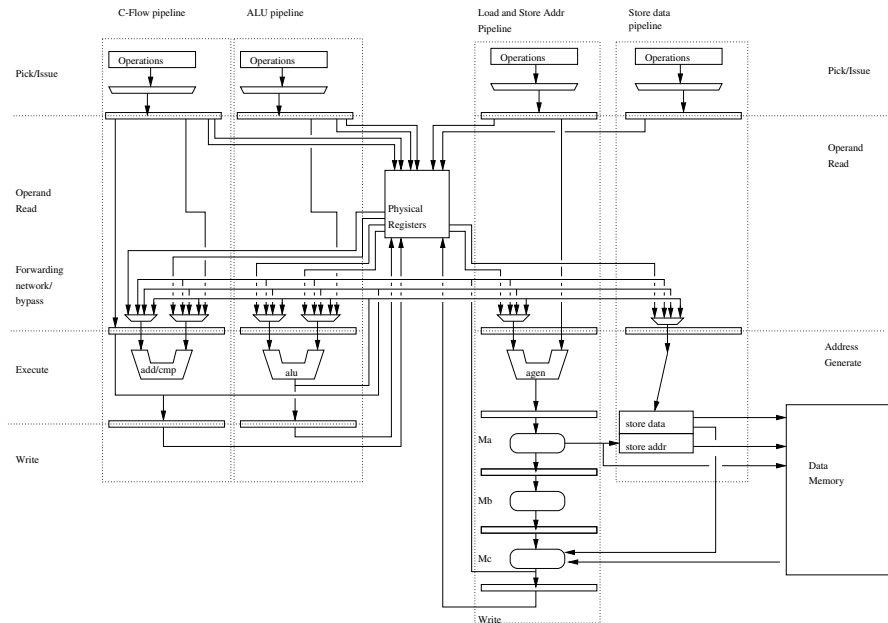 C-Flow pipeline
ALU pipeline
Load and Store Addr
Pipeline
Store data
pipeline
Operations
Operations
Operations
Operations
Pick/Issue
Pick/Issue
Operand
Read
Operand
Read
Physical
Registers
Forwarding
network/
bypass
Execute
add/cmp
alu
agen
Address
Generate
store data
store addr
Ma
Write
Data
Memory
Mb
Mc
Write